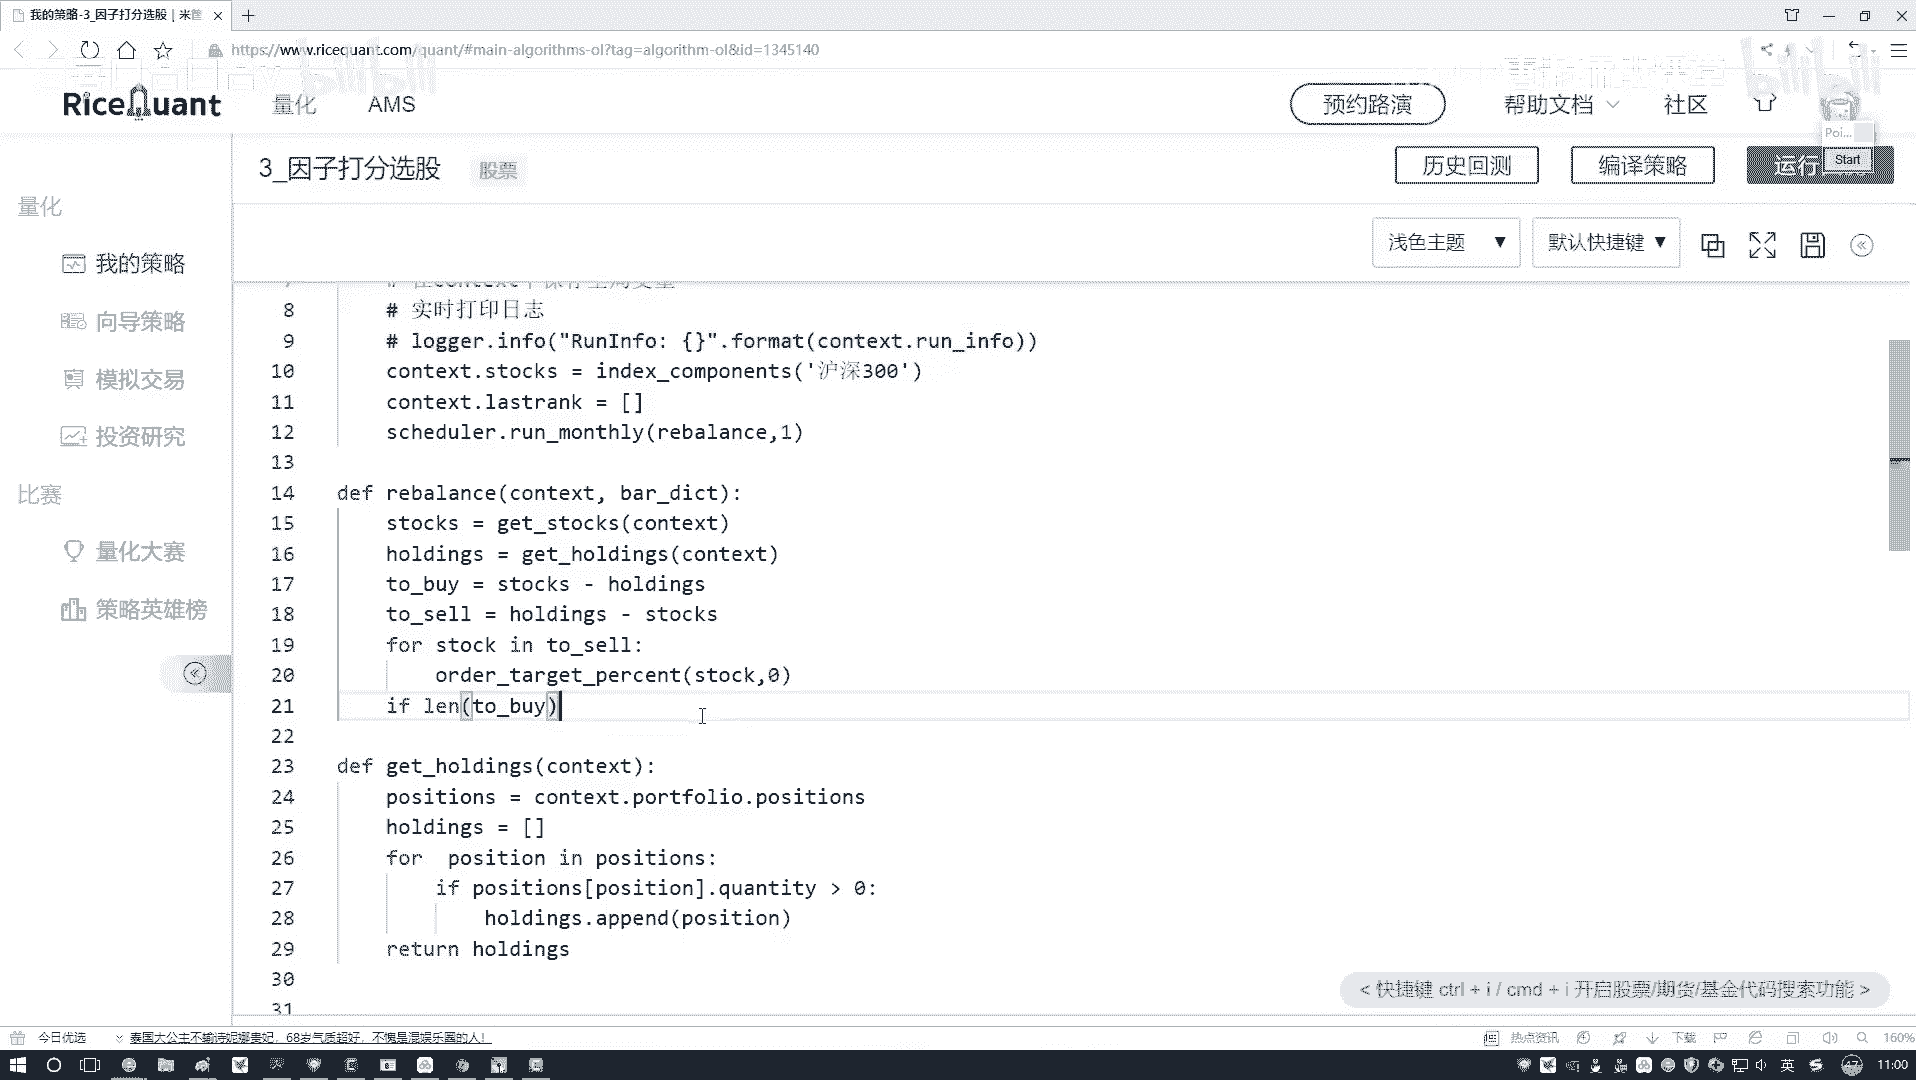 我的策略-3_因子打分选股 | 米筐
https://www.ricequant.com/quant/#main-algorithms-ol?tag=algorithm-ol&id=1345140
RiceQuant 量化 AMS 预约路演 帮助文档 社区
Poi...
Start
3_因子打分选股 股票 历史回测 编译策略 运行
浅色主题 默认快捷键
量化
我的策略
向导策略
模拟交易
投资研究
比赛
量化大赛
策略英雄榜
8 # 实时打印日志
9 # logger.info("RunInfo: {}".format(context.run_info))
10 context.stocks = index_components('沪深300')
11 context.lastrank = []
12 scheduler.run_monthly(rebalance,1)
13
14 def rebalance(context, bar_dict):
15 stocks = get_stocks(context)
16 holdings = get_holdings(context)
17 to_buy = stocks - holdings
18 to_sell = holdings - stocks
19 for stock in to_sell:
20 order_target_percent(stock,0)
21 if len(to_buy)
22
23 def get_holdings(context):
24 positions = context.portfolio.positions
25 holdings = []
26 for  position in positions:
27 if positions[position].quantity > 0:
28 holdings.append(position)
29 return holdings
30
31
< 快捷键 ctrl + i / cmd + i 开启股票/期货/基金代码搜索功能 >
今日优选 泰国大公主不输诗妮娜贵妃，68岁气质超好，不愧是混娱乐圈的人！ 热点资讯 下载 160%
英 47 11:00